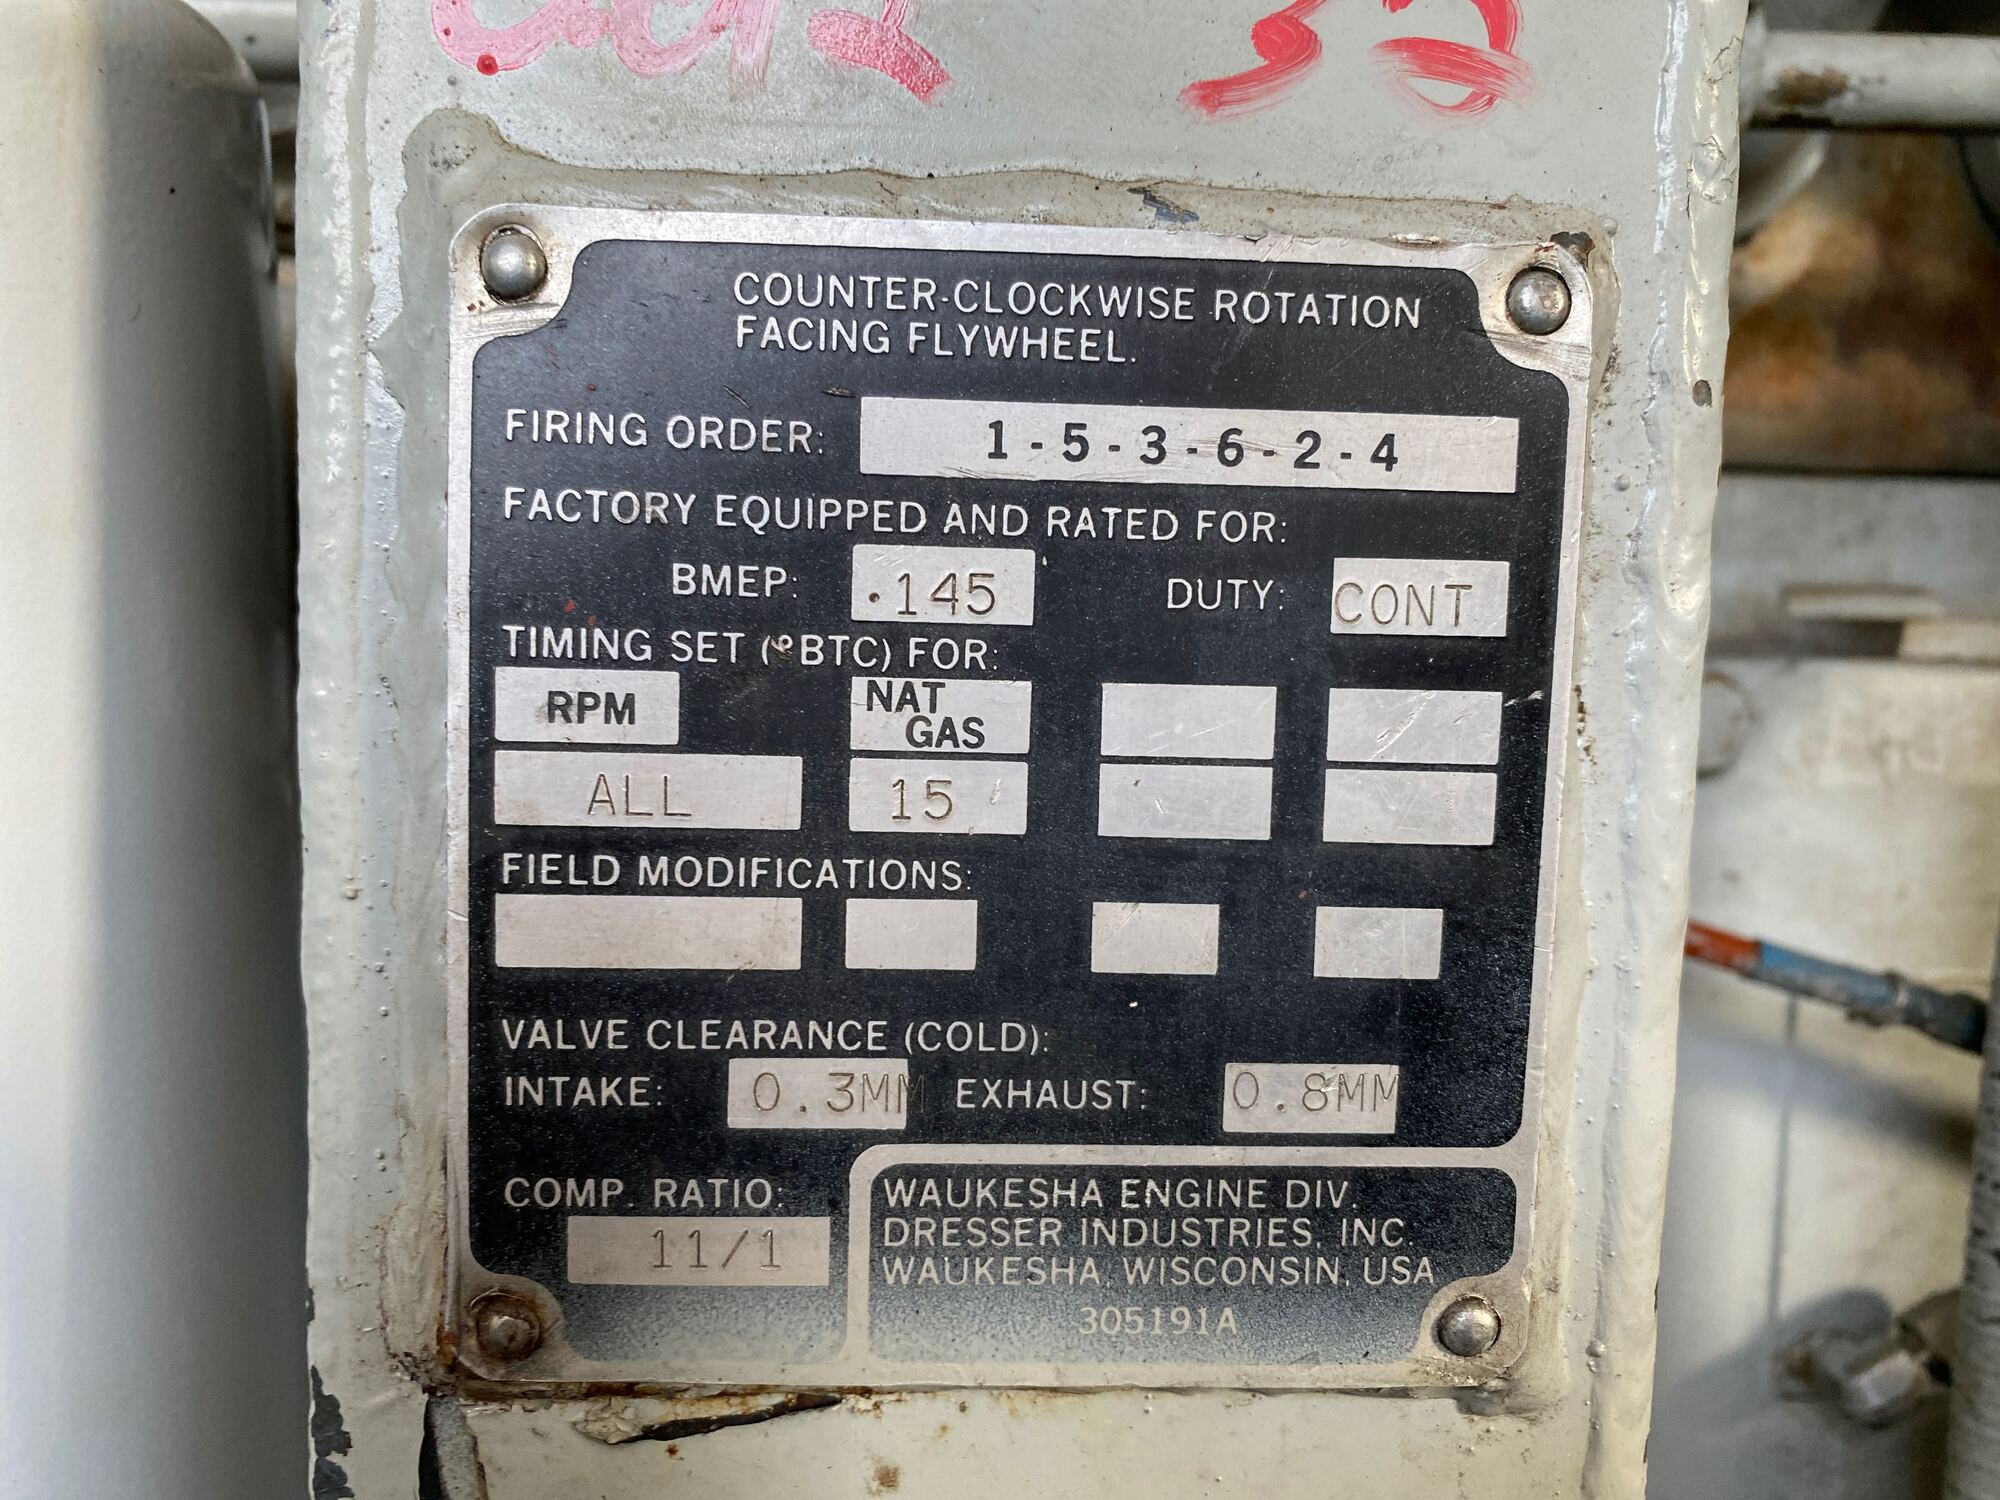 COUNTER-CLOCKWISE ROTATION
FACING FLYWHEEL.
FIRING ORDER: 1-5-3-6-2-4
FACTORY EQUIPPED AND RATED FOR:
BMEP: .145 DUTY: CONT
TIMING SET (°BTC) FOR:
RPM NAT GAS
ALL 15
FIELD MODIFICATIONS:
VALVE CLEARANCE (COLD):
INTAKE: 0.3MM EXHAUST: 0.8MM
COMP. RATIO:
11/1
WAUKESHA ENGINE DIV.
DRESSER INDUSTRIES, INC.
WAUKESHA, WISCONSIN, USA
305191A